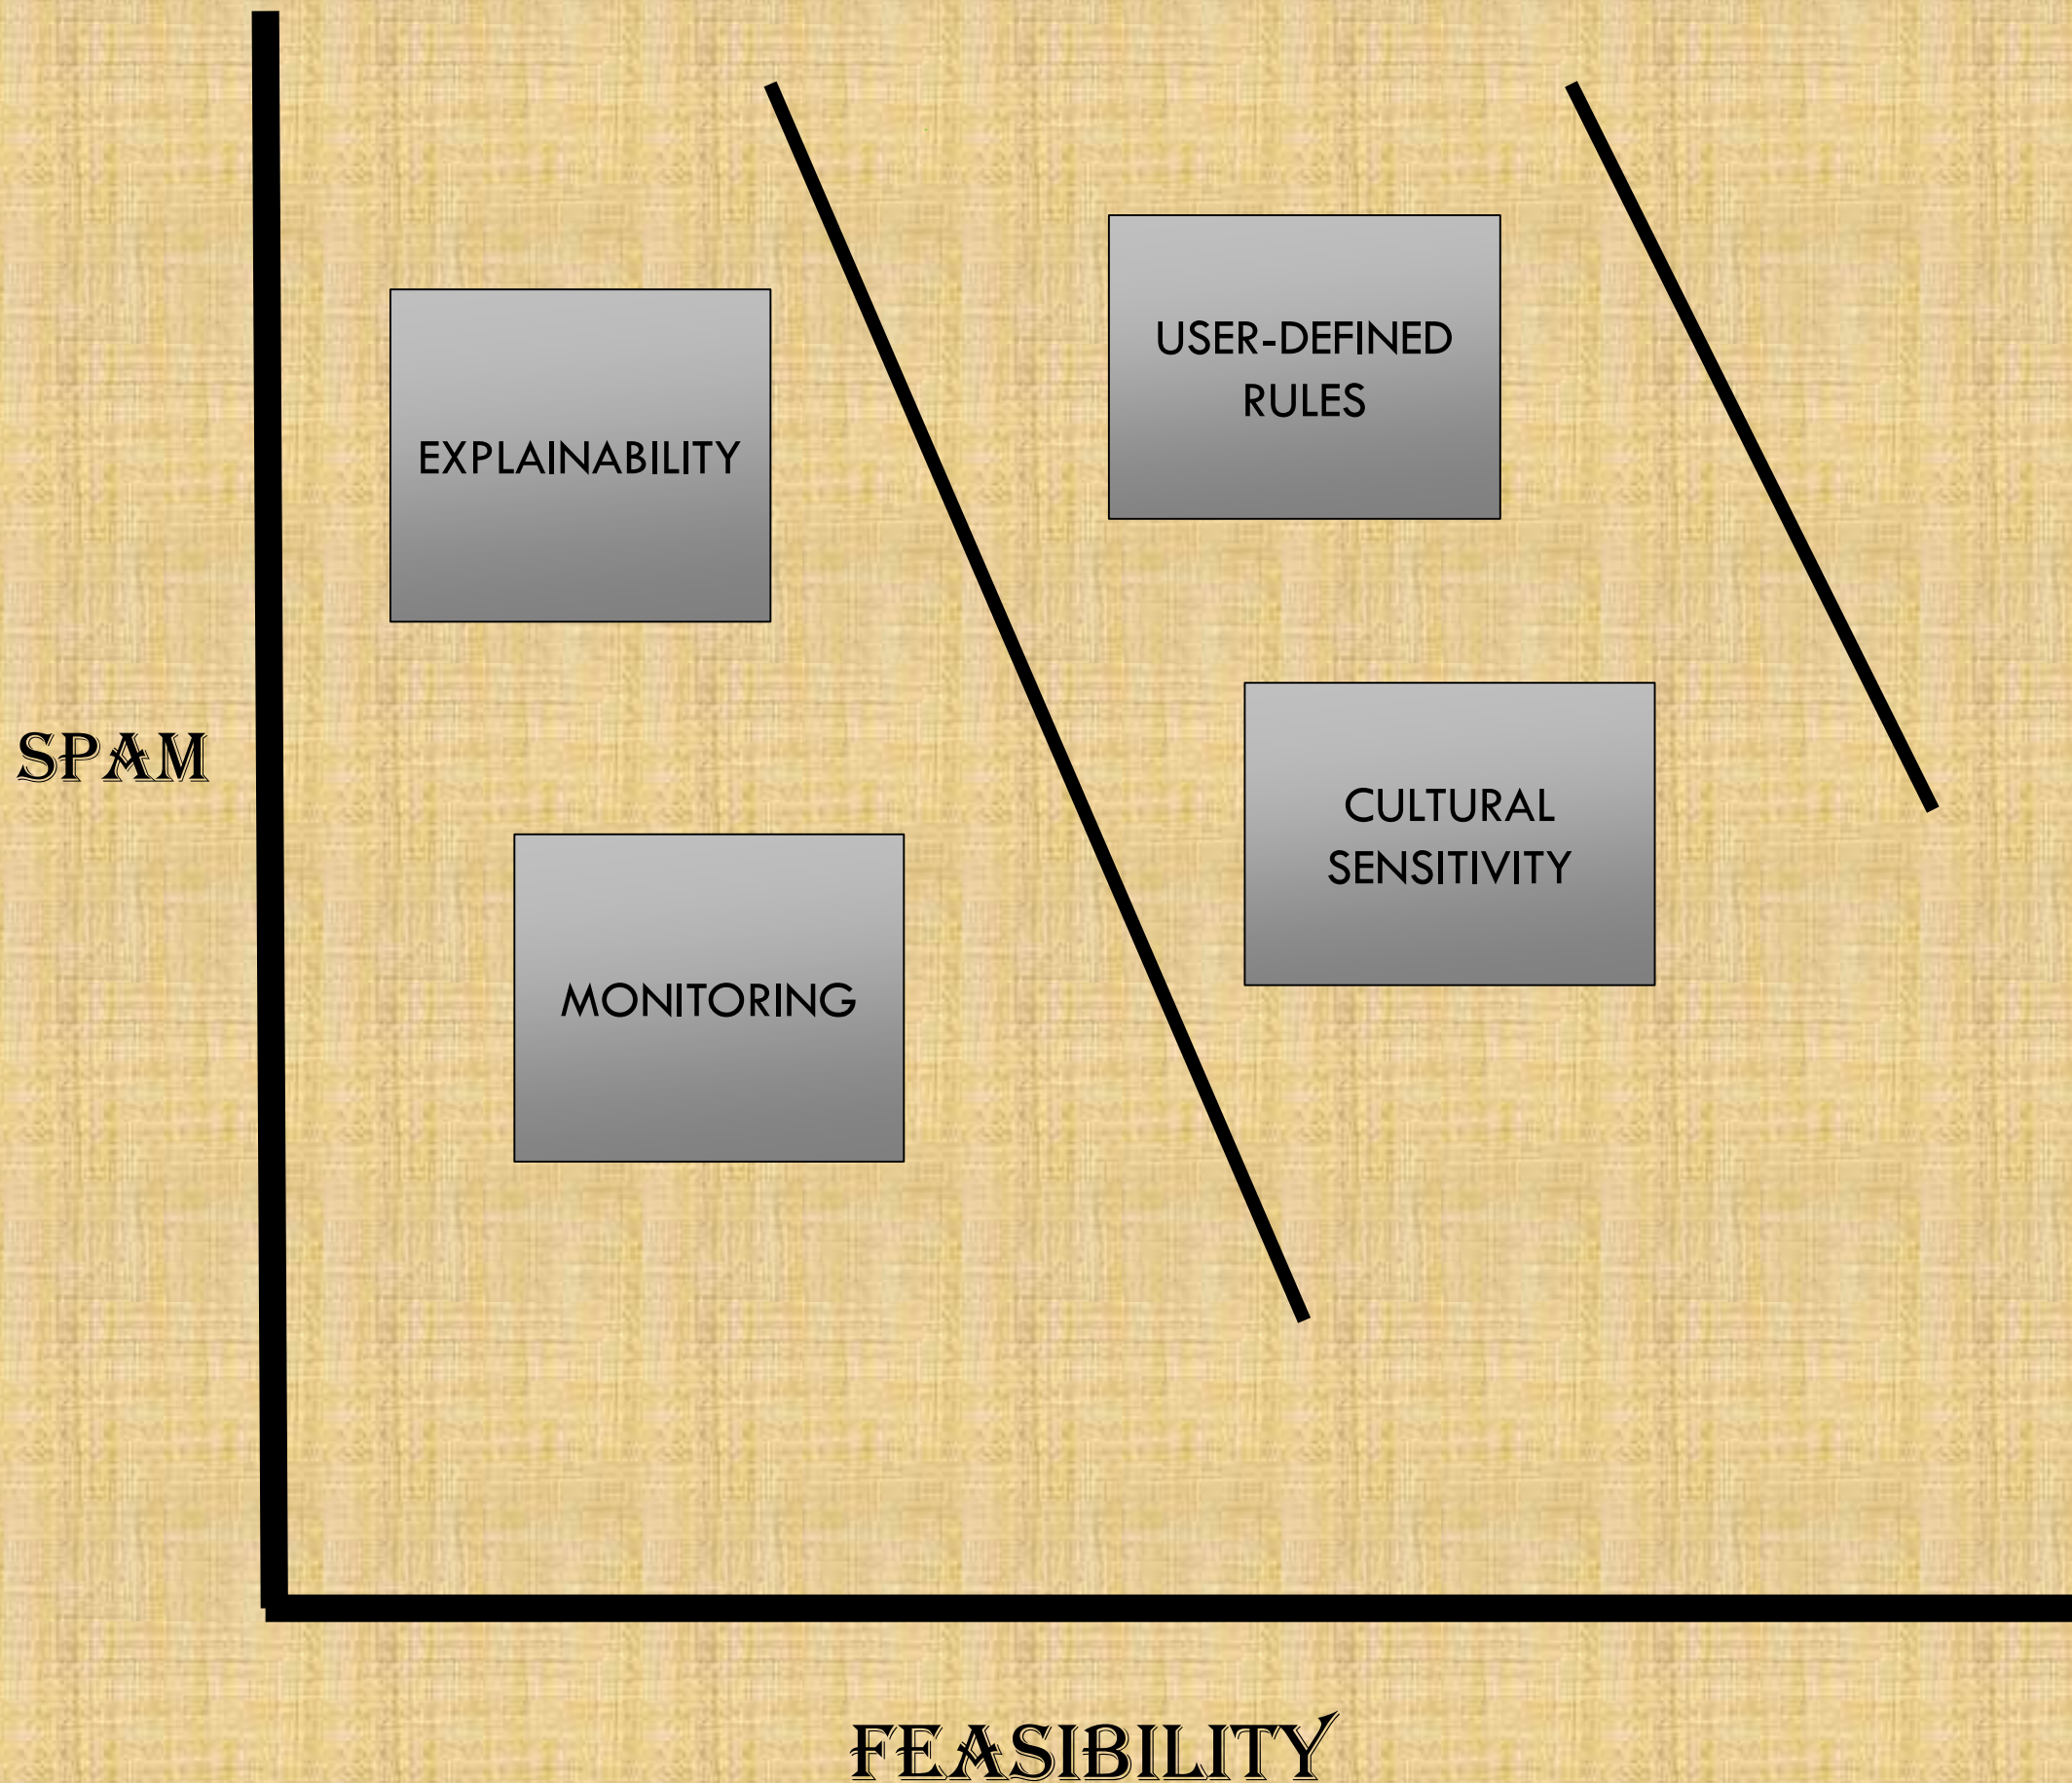 USER-DEFINED
RULES
EXPLAINABILITY
SPAM
CULTURAL
SENSITIVITY
MONITORING
FEASIBILITY